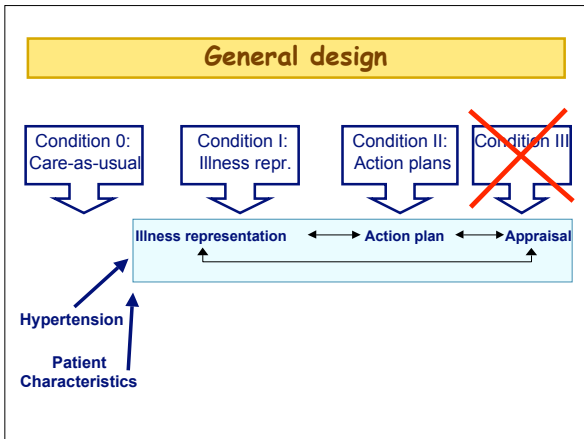 General design
Condition 0:
Care-as-usual
Condition I:
Illness repr.
Condition II:
Action plans
Condition III
Illness representation
Action plan
Appraisal
Hypertension
Patient
Characteristics